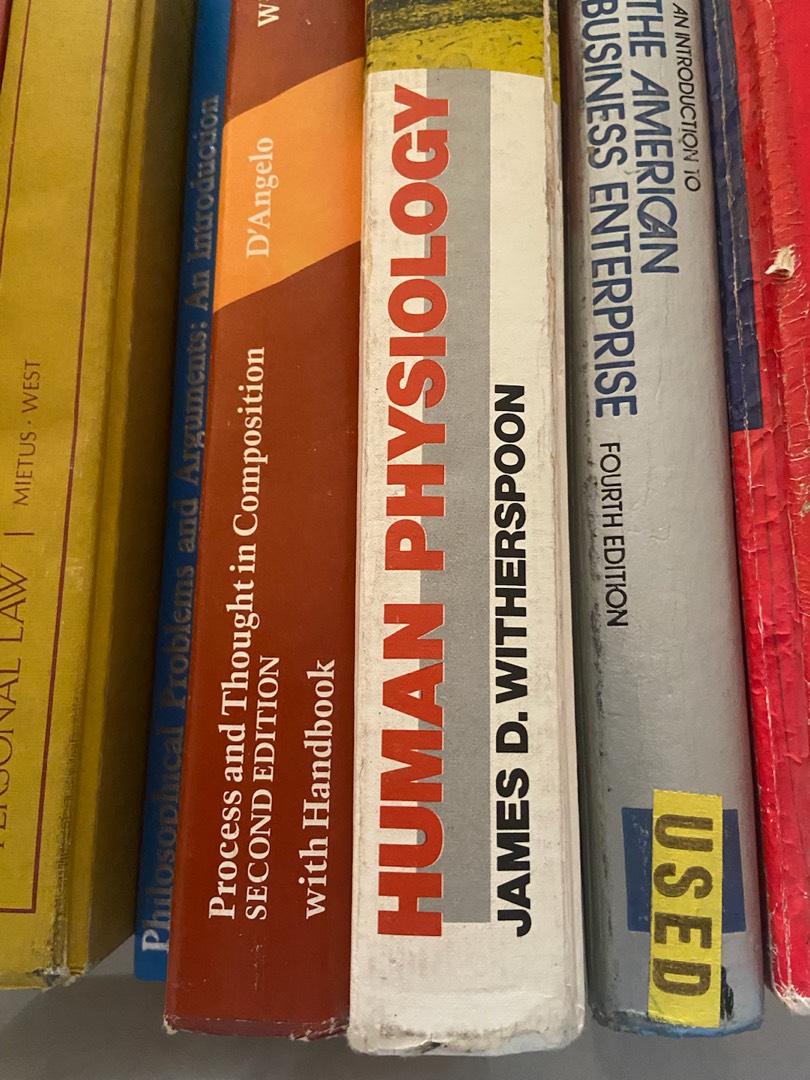 PERSONAL LAW | MIETUS · WEST
Philosophical Problems and Arguments: An Introduction
W
D'Angelo
Process and Thought in Composition
SECOND EDITION
with Handbook
HUMAN PHYSIOLOGY
JAMES D. WITHERSPOON
AN INTRODUCTION TO
THE AMERICAN
BUSINESS ENTERPRISE
FOURTH EDITION
USED